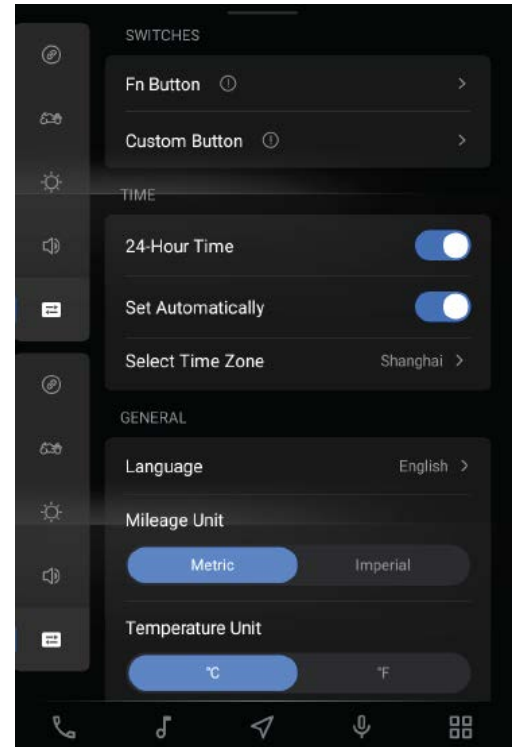 SWITCHES
Fn Button
Custom Button
TIME
24-Hour Time
Set Automatically
Select Time Zone Shanghai
GENERAL
Language English
Mileage Unit
Metric Imperial
Temperature Unit
℃ ℉